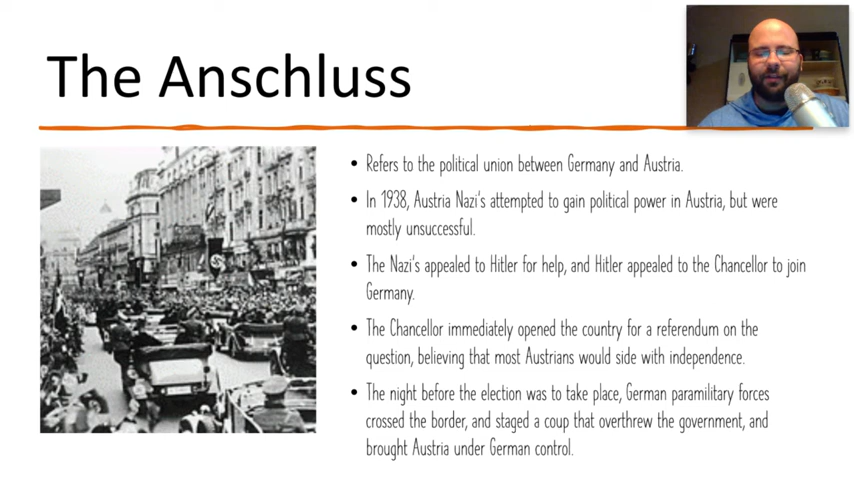 The Anschluss
• Refers to the political union between Germany and Austria.
• In 1938, Austria Nazi's attempted to gain political power in Austria, but were
mostly unsuccessful.
• The Nazi's appealed to Hitler for help, and Hitler appealed to the Chancellor to join
Germany.
• The Chancellor immediately opened the country for a referendum on the
question, believing that most Austrians would side with independence.
• The night before the election was to take place, German paramilitary forces
crossed the border, and staged a coup that overthrew the government, and
brought Austria under German control.